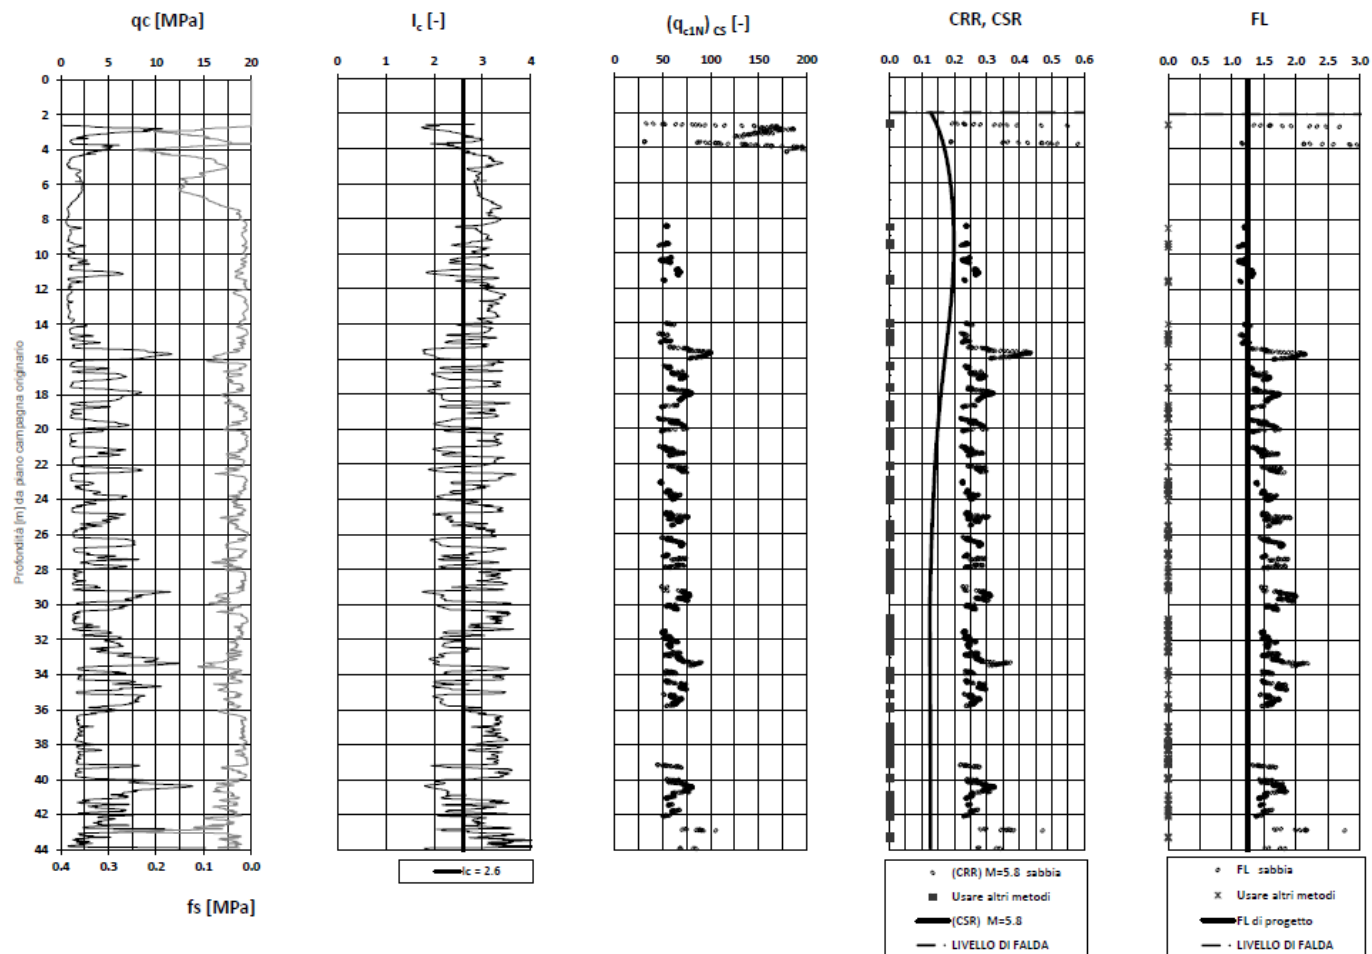 qc [MPa]
I c [-]
(q c1N) CS [-]
CRR, CSR
FL
0 5 10 15 20
0 1 2 3 4
0 50 100 150 200
0.0 0.1 0.2 0.3 0.4 0.5 0.6
0.0 0.5 1.0 1.5 2.0 2.5 3.0
0
2
4
6
8
10
12
14
16
18
20
22
24
26
28
30
32
34
36
38
40
42
44
Profondità [m] da piano campagna originario
0.4 0.3 0.2 0.1 0.0
fs [MPa]
Ic = 2.6
(CRR) M=5.8 sabbia
Usare altri metodi
(CSR) M=5.8
LIVELLO DI FALDA
FL sabbia
Usare altri metodi
FL di progetto
LIVELLO DI FALDA